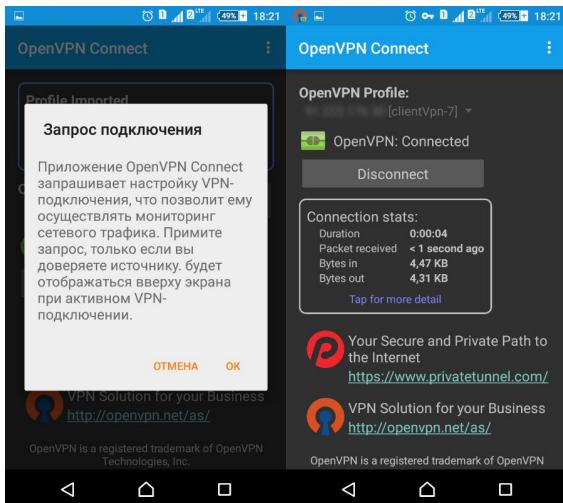 LTE 49% 18:21
OpenVPN Connect
Profile Imported
Запрос подключения
Приложение OpenVPN Connect
запрашивает настройку VPN-
подключения, что позволит ему
осуществлять мониторинг
сетевого трафика. Примите
запрос, только если вы
доверяете источнику. будет
отображаться вверху экрана
при активном VPN-
подключении.
ОТМЕНА ОК
VPN Solution for your Business
http://openvpn.net/as/
OpenVPN is a registered trademark of OpenVPN
Technologies, Inc.
LTE 49% 18:21
OpenVPN Connect
OpenVPN Profile:
[clientVpn-7]
OpenVPN: Connected
Disconnect
Connection stats:
Duration 0:00:04
Packet received < 1 second ago
Bytes in 4,47 KB
Bytes out 4,31 KB
Tap for more detail
Your Secure and Private Path to
the Internet
https://www.privatetunnel.com/
VPN Solution for your Business
http://openvpn.net/as/
OpenVPN is a registered trademark of OpenVPN